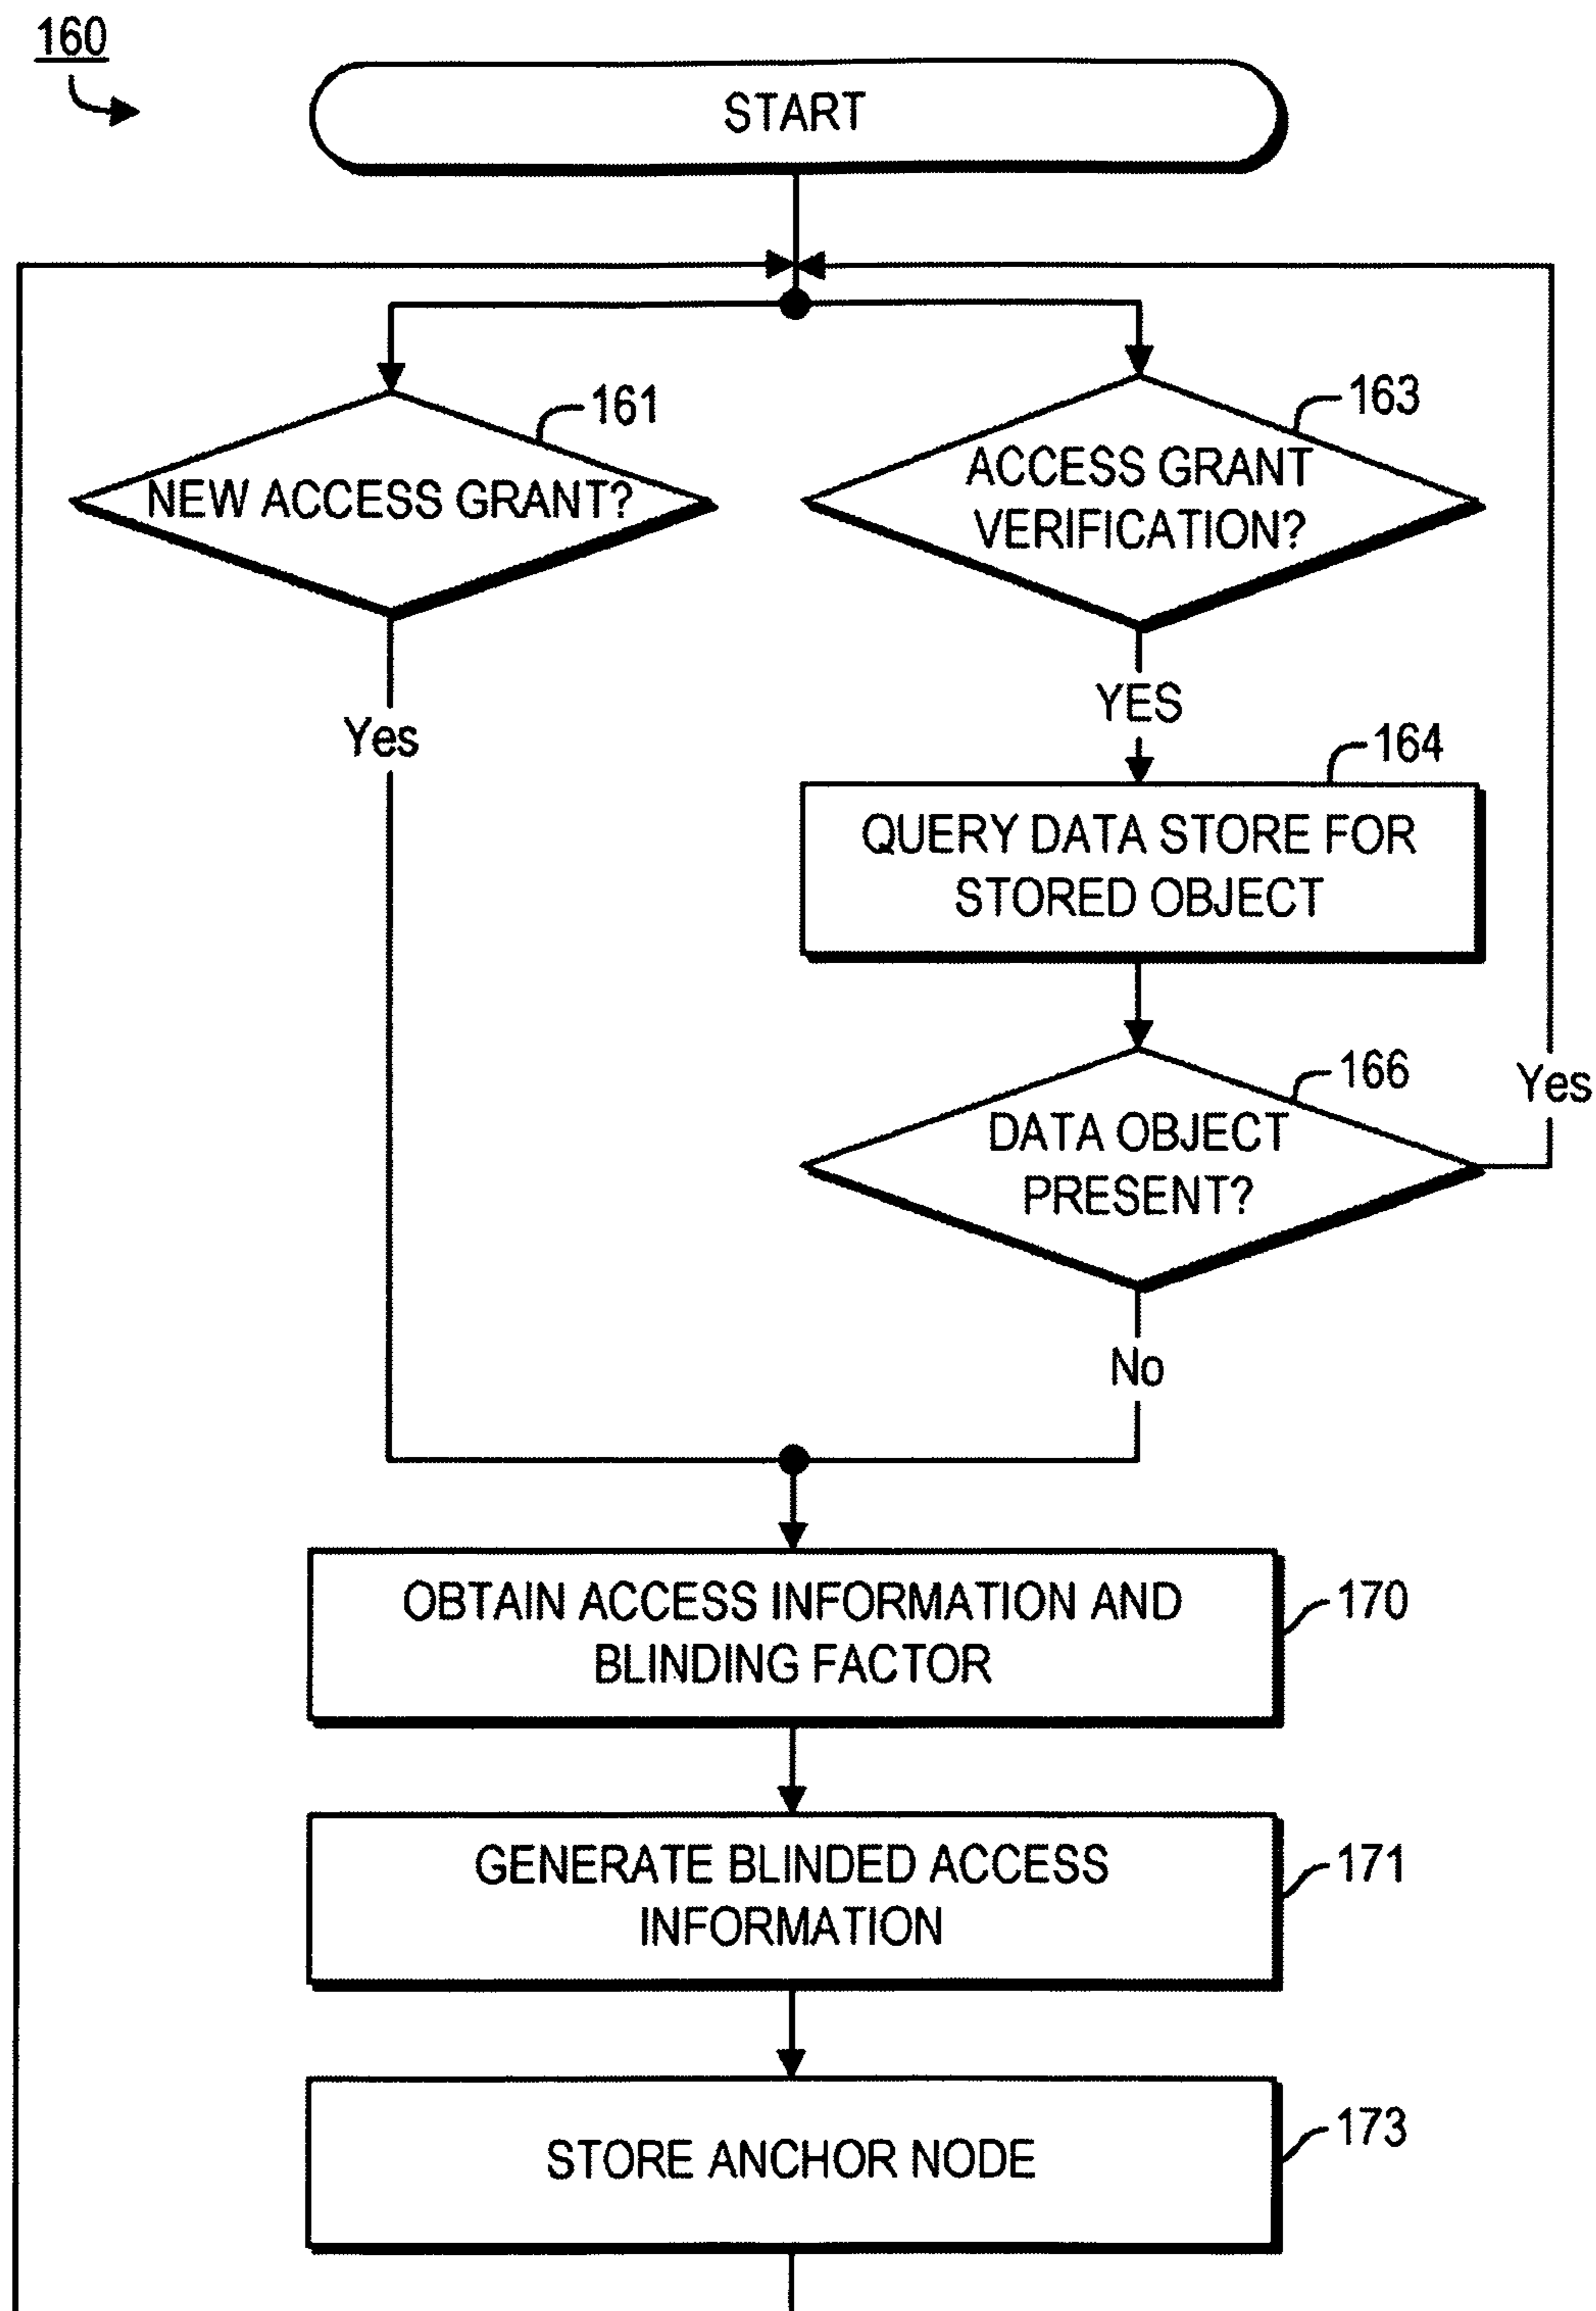 160
START
161
NEW ACCESS GRANT?
163
ACCESS GRANT
VERIFICATION?
Yes
YES
164
QUERY DATA STORE FOR
STORED OBJECT
166
DATA OBJECT
PRESENT?
Yes
No
OBTAIN ACCESS INFORMATION AND
BLINDING FACTOR
170
GENERATE BLINDED ACCESS
INFORMATION
171
STORE ANCHOR NODE
173